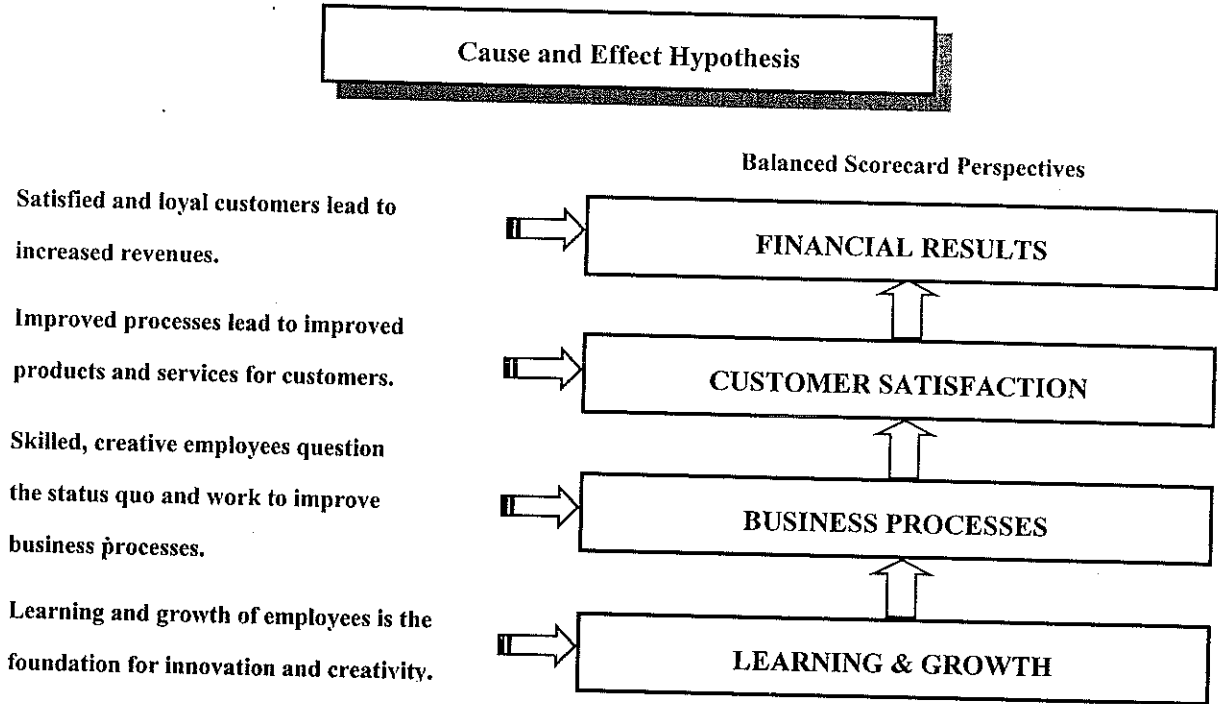 Cause and Effect Hypothesis
Balanced Scorecard Perspectives
Satisfied and loyal customers lead to
increased revenues.
FINANCIAL RESULTS
Improved processes lead to improved
products and services for customers.
CUSTOMER SATISFACTION
Skilled, creative employees question
the status quo and work to improve
business processes.
BUSINESS PROCESSES
Learning and growth of employees is the
foundation for innovation and creativity.
LEARNING & GROWTH